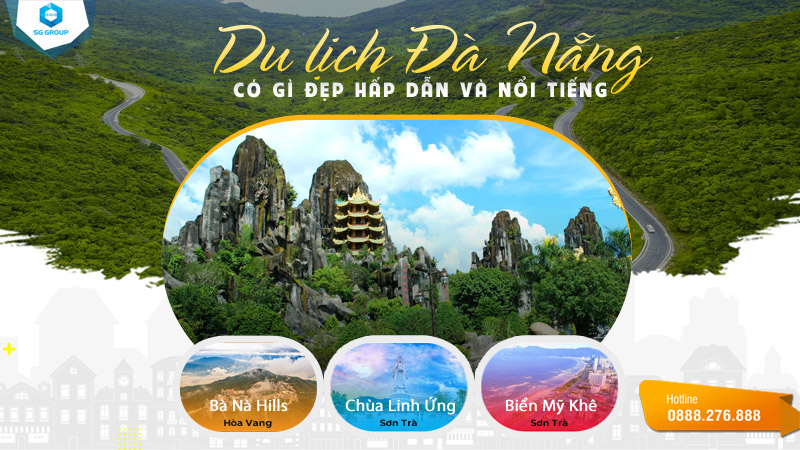 SG GROUP
Du lịch Đà Nẵng
CÓ GÌ ĐẸP HẤP DẪN VÀ NỔI TIẾNG
Bà Nà Hills
Hòa Vang
Chùa Linh Ứng
Sơn Trà
Biển Mỹ Khê
Sơn Trà
Hotline
0888.276.888